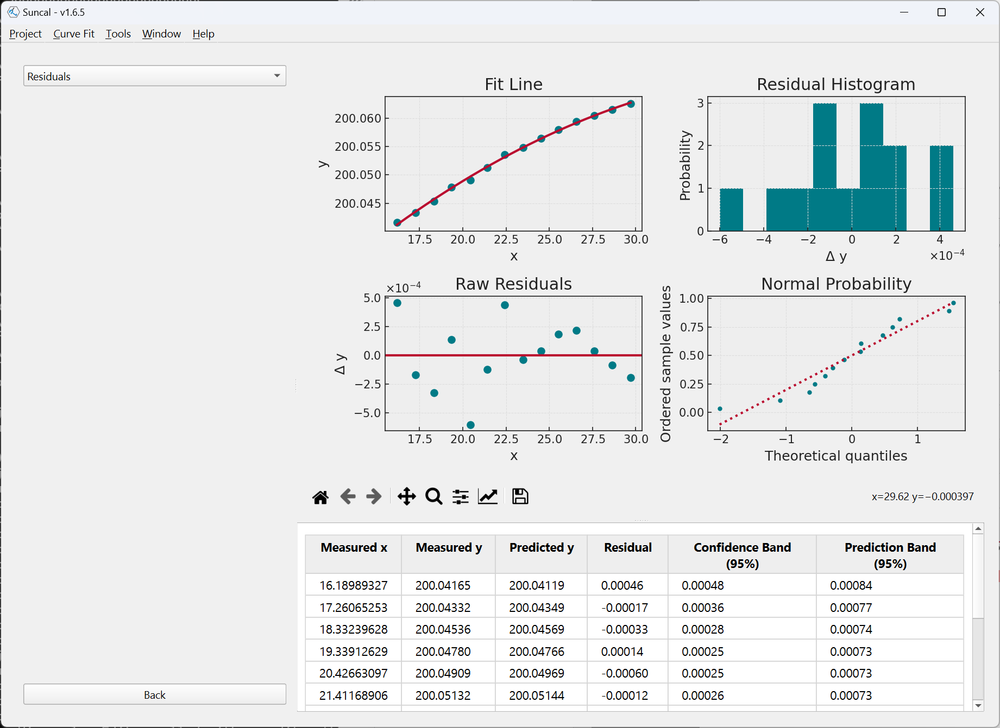 Suncal - v1.6.5
Project Curve Fit Tools Window Help
Residuals
Fit Line
200.060
200.055
200.050
200.045
y
17.5 20.0 22.5 25.0 27.5 30.0
x
Residual Histogram
3
2
1
0
Probability
−6 −4 −2 0 2 4
Δ y
×10⁻⁴
Raw Residuals
×10⁻⁴
5.0
2.5
0.0
−2.5
−5.0
Δ y
17.5 20.0 22.5 25.0 27.5 30.0
x
Normal Probability
1.00
0.75
0.50
0.25
0.00
Ordered sample values
−2 −1 0 1
Theoretical quantiles
x=29.62 y=−0.000397
Measured x Measured y Predicted y Residual Confidence Band (95%) Prediction Band (95%)
16.18989327 200.04165 200.04119 0.00046 0.00048 0.00084
17.26065253 200.04332 200.04349 -0.00017 0.00036 0.00077
18.33239628 200.04536 200.04569 -0.00033 0.00028 0.00074
19.33912629 200.04780 200.04766 0.00014 0.00025 0.00073
20.42663097 200.04909 200.04969 -0.00060 0.00025 0.00073
21.41168906 200.05132 200.05144 -0.00012 0.00026 0.00073
Back